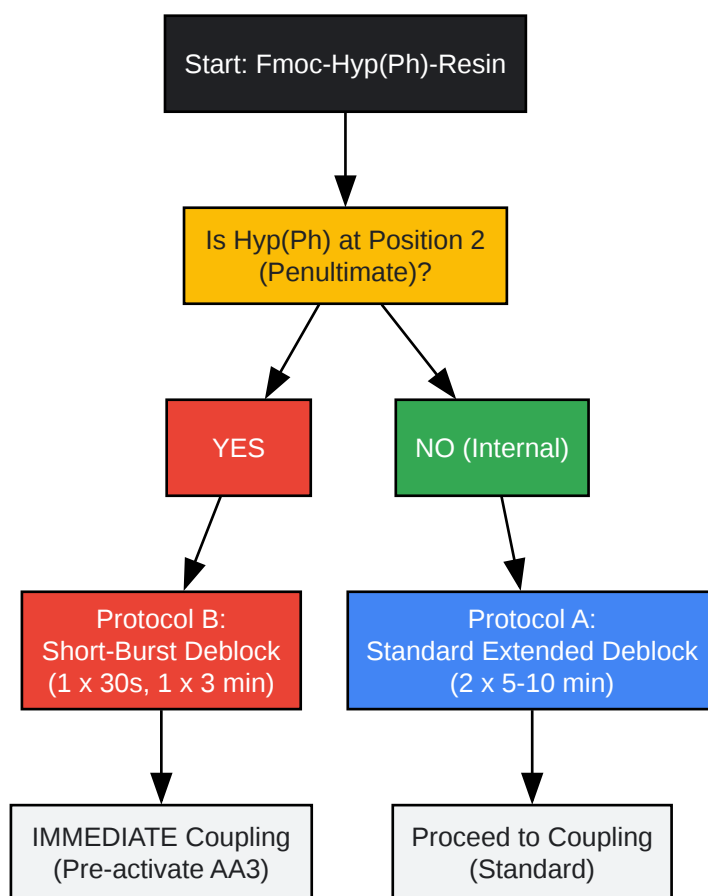 Start: Fmoc-Hyp(Ph)-Resin
Is Hyp(Ph) at Position 2
(Penultimate)?
YES
NO (Internal)
Protocol B:
Short-Burst Deblock
(1 x 30s, 1 x 3 min)
Protocol A:
Standard Extended Deblock
(2 x 5-10 min)
IMMEDIATE Coupling
(Pre-activate AA3)
Proceed to Coupling
(Standard)